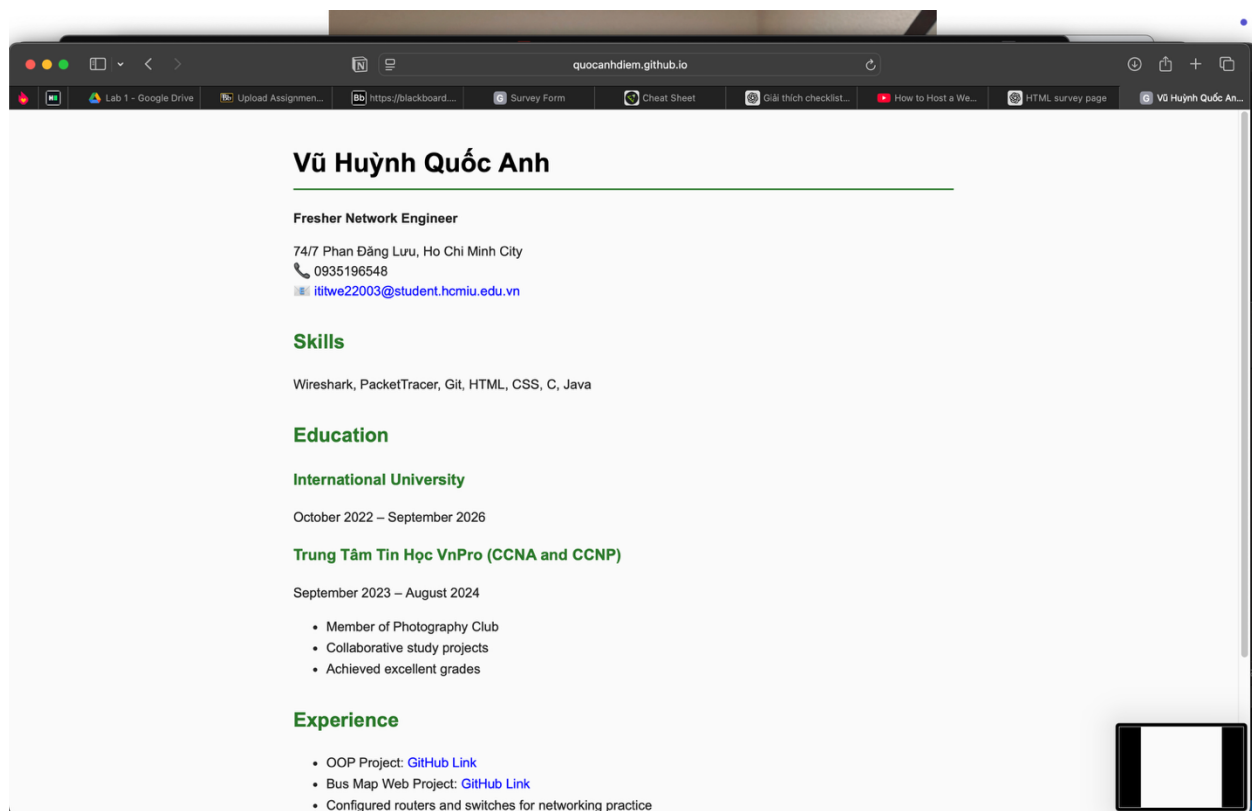 quocanhdiem.github.io
Lab 1 - Google Drive
Upload Assignmen...
Bb https://blackboard....
G Survey Form
Cheat Sheet
Giải thích checklist...
How to Host a We...
HTML survey page
G Vũ Huỳnh Quốc An...
Vũ Huỳnh Quốc Anh
Fresher Network Engineer
74/7 Phan Đăng Lưu, Ho Chi Minh City
📞 0935196548
📧 ititwe22003@student.hcmiu.edu.vn
Skills
Wireshark, PacketTracer, Git, HTML, CSS, C, Java
Education
International University
October 2022 – September 2026
Trung Tâm Tin Học VnPro (CCNA and CCNP)
September 2023 – August 2024
• Member of Photography Club
• Collaborative study projects
• Achieved excellent grades
Experience
• OOP Project: GitHub Link
• Bus Map Web Project: GitHub Link
• Configured routers and switches for networking practice